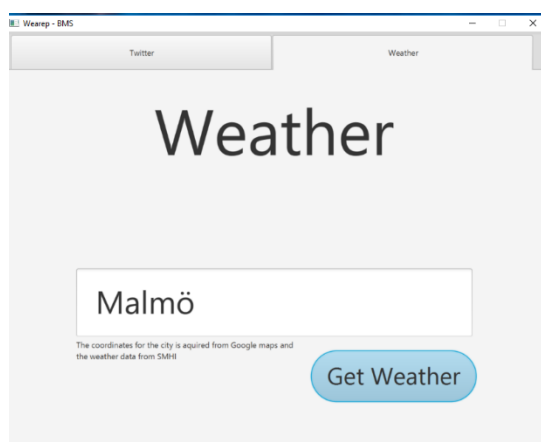 Wearep - BMS
Twitter
Weather
Weather
Malmö
The coordinates for the city is aquired from Google maps and
the weather data from SMHI
Get Weather